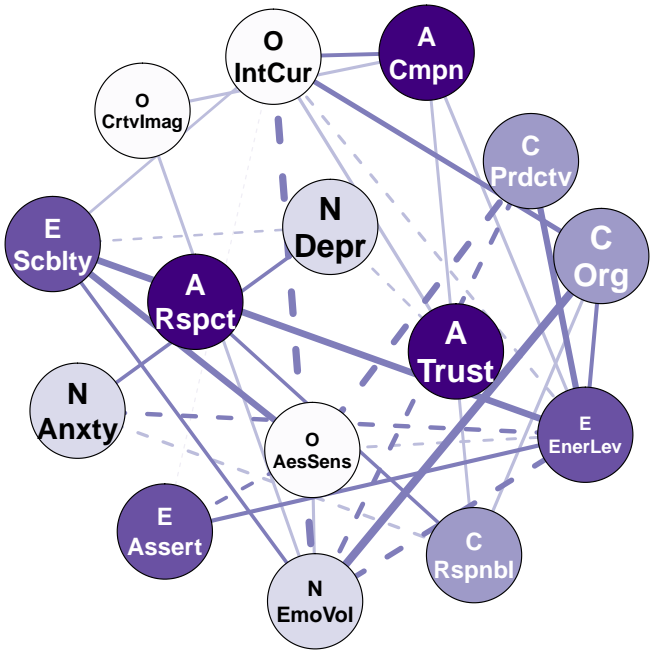 O
IntCur
A
Cmpn
O
CrtvImag
C
Prdctv
N
Depr
E
Scblty
C
Org
A
Rspct
A
Trust
N
Anxty
E
EnerLev
O
AesSens
E
Assert
C
Rspnbl
N
EmoVol